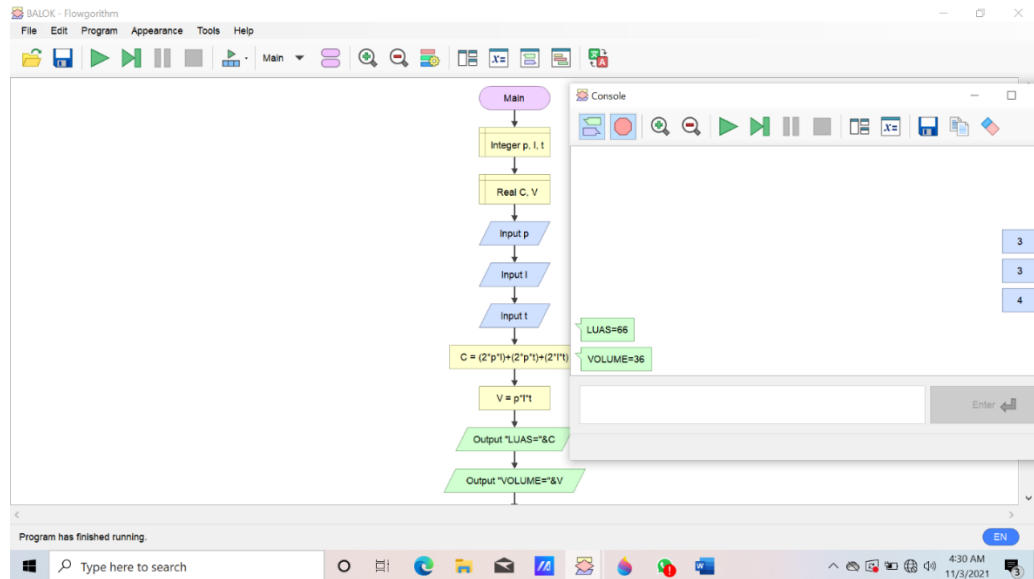 BALOK - Flowgorithm
File Edit Program Appearance Tools Help
Main
X=
Main
Integer p, l, t
Real C, V
Input p
Input l
Input t
C = (2*p*l)+(2*p*t)+(2*l*t)
V = p*l*t
Output "LUAS="&C
Output "VOLUME="&V
Console
X=
3
3
4
LUAS=66
VOLUME=36
Enter
Program has finished running.
EN
Type here to search
4:30 AM
11/3/2021
3